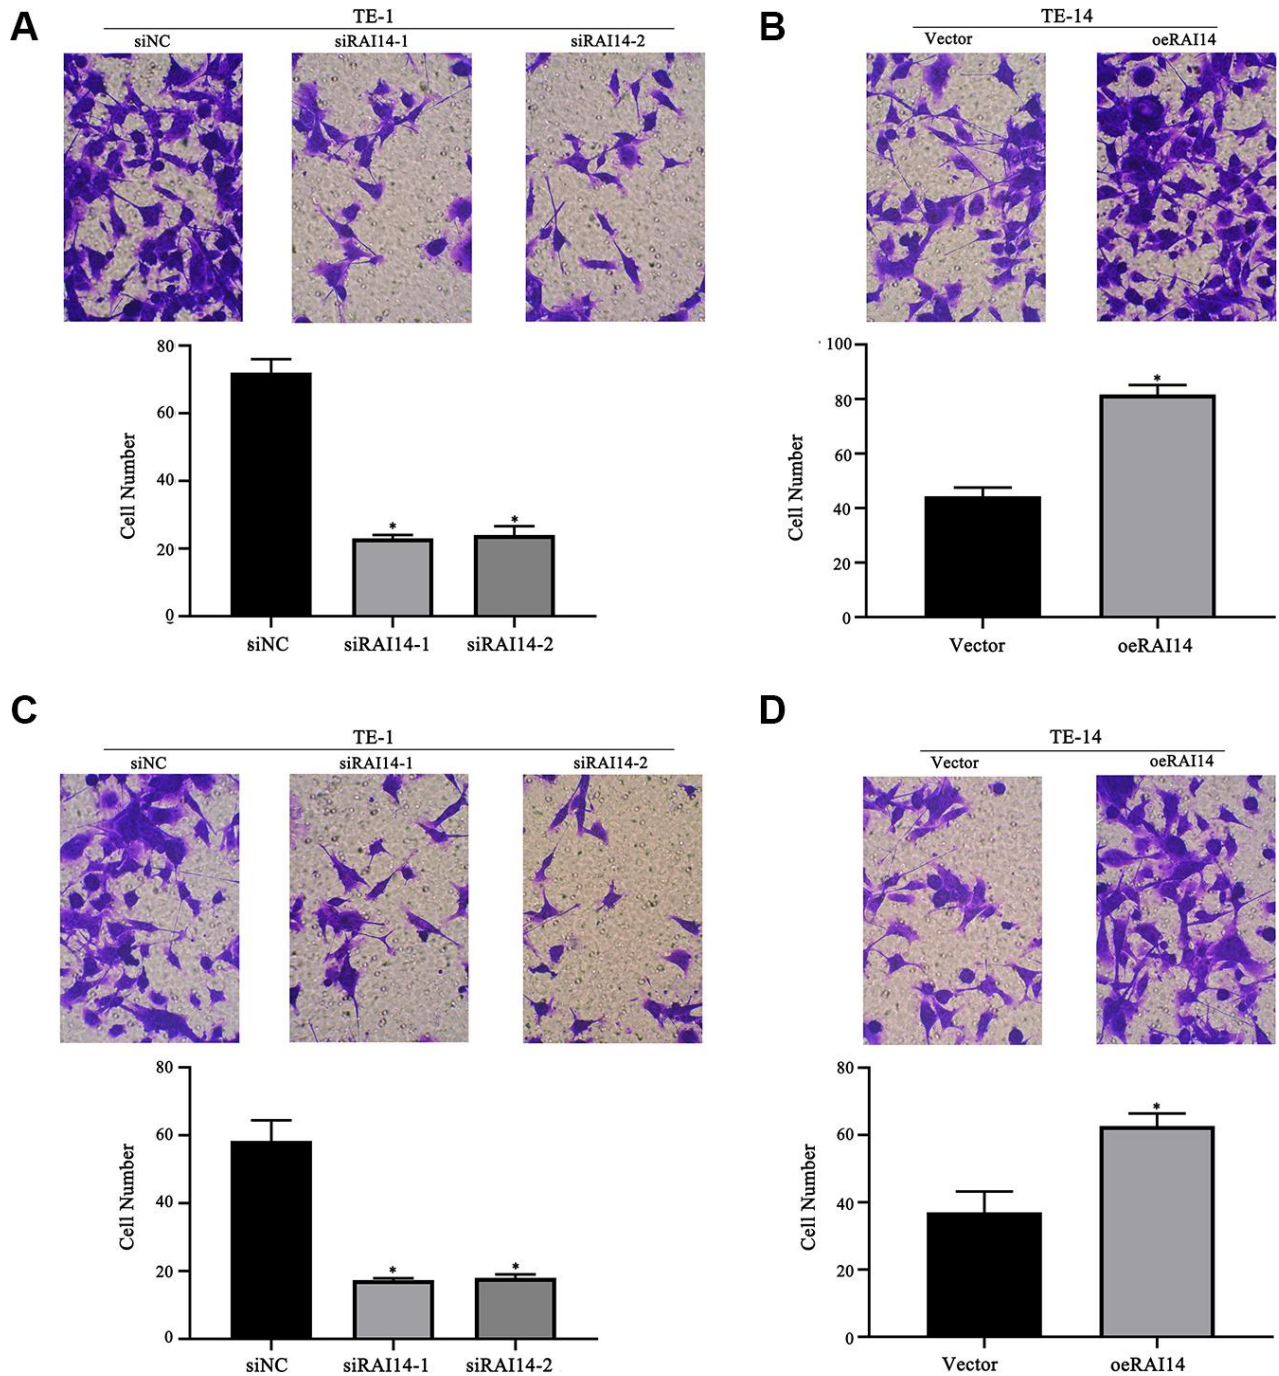 A
TE-1
siNC siRAI14-1 siRAI14-2
80
60
40
20
0
Cell Number
*
*
siNC siRAI14-1 siRAI14-2
B
TE-14
Vector oeRAI14
100
80
60
40
20
0
Cell Number
*
Vector oeRAI14
C
TE-1
siNC siRAI14-1 siRAI14-2
80
60
40
20
0
Cell Number
*
*
siNC siRAI14-1 siRAI14-2
D
TE-14
Vector oeRAI14
80
60
40
20
0
Cell Number
*
Vector oeRAI14